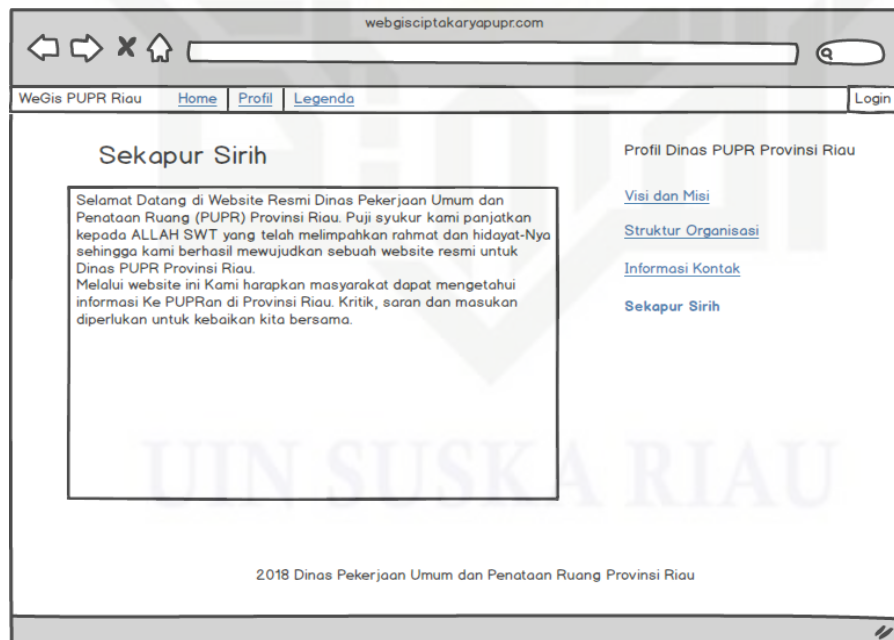 webgisciptakaryapupr.com
WeGis PUPR Riau Home Profil Legenda Login
Sekapur Sirih
Selamat Datang di Website Resmi Dinas Pekerjaan Umum dan
Penataan Ruang (PUPR) Provinsi Riau. Puji syukur kami panjatkan
kepada ALLAH SWT yang telah melimpahkan rahmat dan hidayat-Nya
sehingga kami berhasil mewujudkan sebuah website resmi untuk
Dinas PUPR Provinsi Riau.
Melalui website ini Kami harapkan masyarakat dapat mengetahui
informasi Ke PUPRan di Provinsi Riau. Kritik, saran dan masukan
diperlukan untuk kebaikan kita bersama.
Profil Dinas PUPR Provinsi Riau
Visi dan Misi
Struktur Organisasi
Informasi Kontak
Sekapur Sirih
UIN SUSKA RIAU
2018 Dinas Pekerjaan Umum dan Penataan Ruang Provinsi Riau